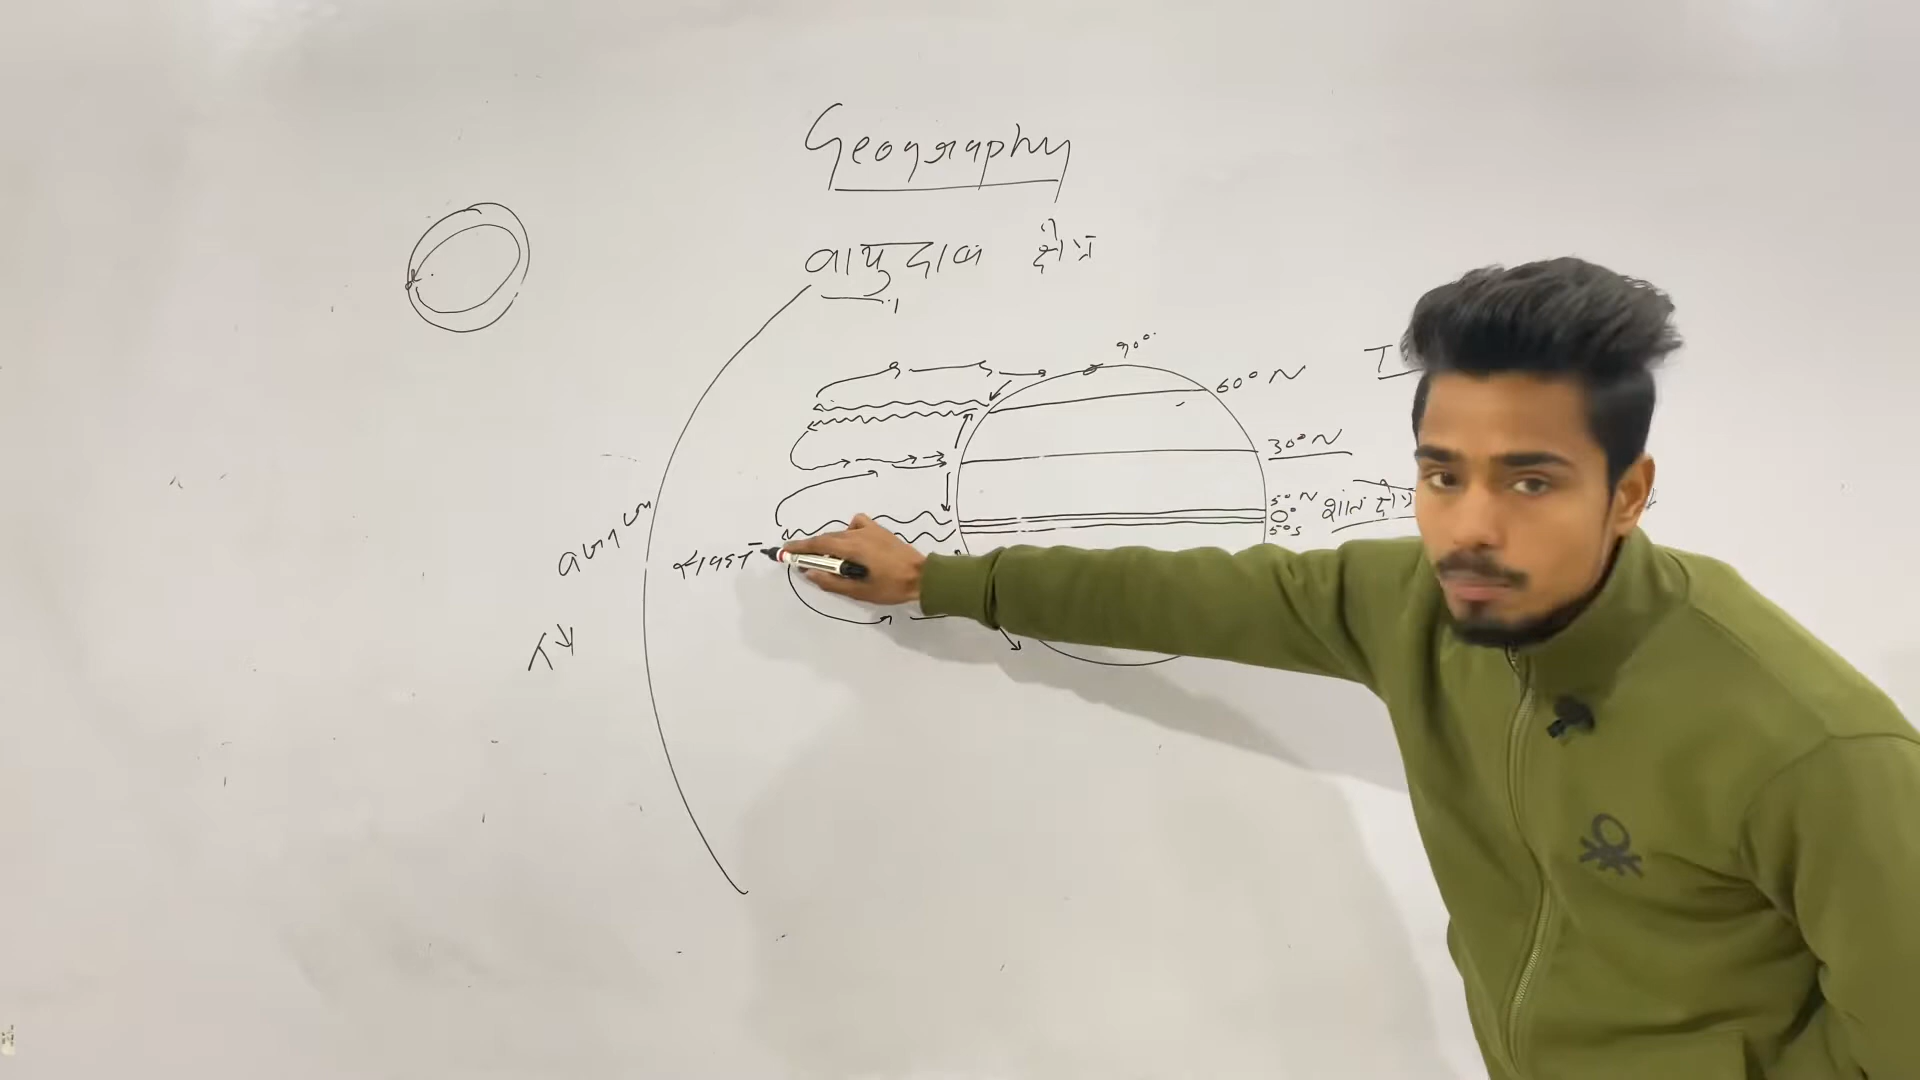 Geography
वायुदाब क्षेत्र
90°
60° N
30° N
5° N
0°
5° S
शान्त क्षेत्र
T
T↓